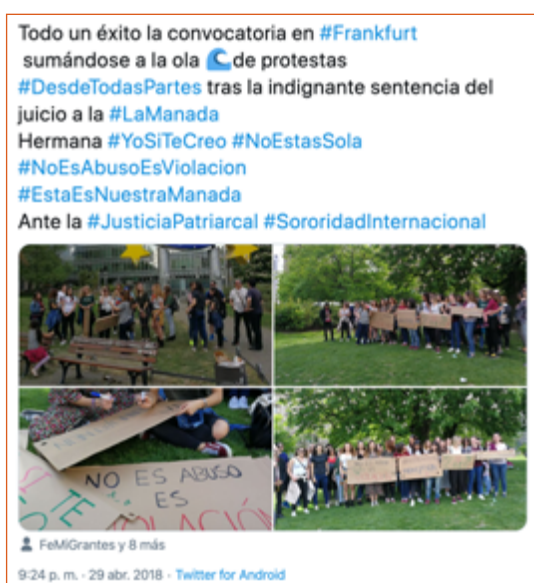 Todo un éxito la convocatoria en #Frankfurt
sumándose a la ola 🌊de protestas
#DesdeTodasPartes tras la indignante sentencia del
juicio a la #LaManada
Hermana #YoSiTeCreo #NoEstasSola
#NoEsAbusoEsViolacion
#EstaEsNuestraManada
Ante la #JusticiaPatriarcal #SororidadInternacional
NO ES ABUSO
ES
TE
FeMiGrantes y 8 más
9:24 p. m. · 29 abr. 2018 · Twitter for Android